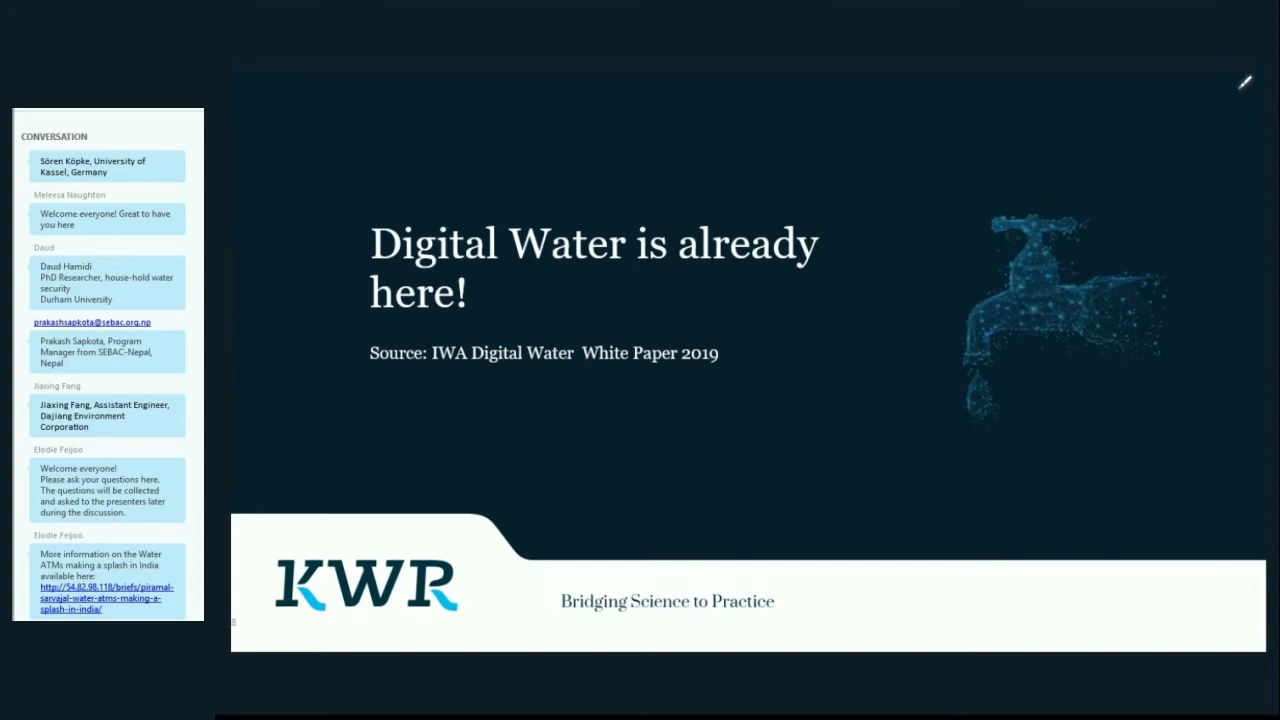 CONVERSATION
Sören Köpke, University of
Kassel, Germany
Meleesa Naughton
Welcome everyone! Great to have
you here
Daud
Daud Hamidi
PhD Researcher, house-hold water
security
Durham University
prakashsapkota@sebac.org.np
Prakash Sapkota, Program
Manager from SEBAC-Nepal,
Nepal
Jiaxing Fang
Jiaxing Fang, Assistant Engineer,
Dajiang Environment
Corporation
Elodie Feijoo
Welcome everyone!
Please ask your questions here.
The questions will be collected
and asked to the presenters later
during the discussion.
Elodie Feijoo
More information on the Water
ATMs making a splash in India
available here:
http://54.82.98.118/briefs/piramal-
sarvajal-water-atms-making-a-
splash-in-india/
Digital Water is already
here!
Source: IWA Digital Water White Paper 2019
KWR
Bridging Science to Practice
8